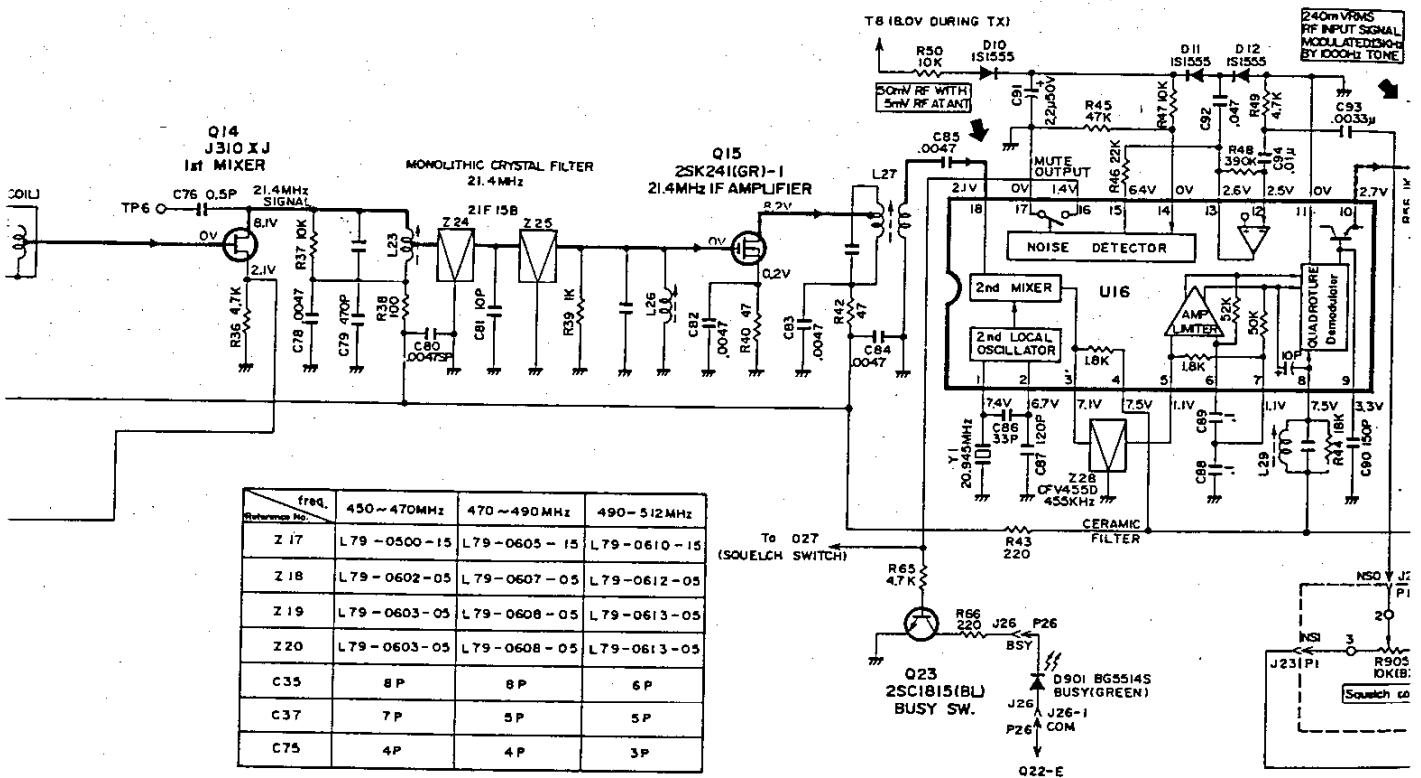 T8 (8.0V DURING TX)
R50
10K
D10
1S1555
50mV RF WITH
5mV RF AT ANT
C91
2.2µ50V
R45
47K
R47 10K
D11
1S1555
D12
1S1555
C92
.047
R49
4.7K
240mVRMS
RF INPUT SIGNAL
BY 1000Hz TONE
C93
.0033µ
R46 22K
R48
390K
C94
.01µ
MUTE
OUTPUT
C85
.0047
Q14
J310XJ
1st MIXER
C76 0.5P
TP6
21.4MHz
SIGNAL
8.1V
0V
2.1V
R36 4.7K
R37 10K
C78 .0047
C79 470P
L23
R38
100
C80
.0047SP
MONOLITHIC CRYSTAL FILTER
21.4MHz
21F15B
Z24
Z25
C81 10P
R39 1K
L26
Q15
2SK241(GR)-1
21.4MHz IF AMPLIFIER
8.2V
0V
0.2V
C82
.0047
R40 47
C83
.0047
R42
47
C84
.0047
L27
2.1V
0V
1.4V
6.4V
0V
2.6V
2.5V
0V
2.7V
18
17
16
15
14
13
12
11
10
NOISE DETECTOR
2nd MIXER
2nd LOCAL
OSCILLATOR
U16
1.8K
AMP
LIMITER
52K
50K
1.8K
10P
QUADROTURE
Demodulator
1
2
3
4
5
6
7
8
9
7.4V
6.7V
7.1V
7.5V
1.1V
1.1V
7.5V
3.3V
Y1
20.945MHz
C86
33P
C87 120P
Z28
CFV455D
455KHz
CERAMIC
FILTER
C89
.1
C88
.1
L29
R44 18K
C90 150P
R56 1K
COIL)
R43
220
To Q27
(SQUELCH SWITCH)
R65
4.7K
R66
220
J26
P26
BSY
Q23
2SC1815(BL)
BUSY SW.
D901 BG5514S
BUSY(GREEN)
J26
J26-1
P26
COM
Q22-E
NSO
P1
2
NSI
3
J23
P1
R905
Squelch
freq.
Reference No.
450~470MHz
470~490MHz
490-512MHz
Z 17
L79-0500-15
L79-0605-15
L79-0610-15
Z 18
L79-0602-05
L79-0607-05
L79-0612-05
Z 19
L79-0603-05
L79-0608-05
L79-0613-05
Z 20
L79-0603-05
L79-0608-05
L79-0613-05
C35
8P
8P
6P
C37
7P
5P
5P
C75
4P
4P
3P